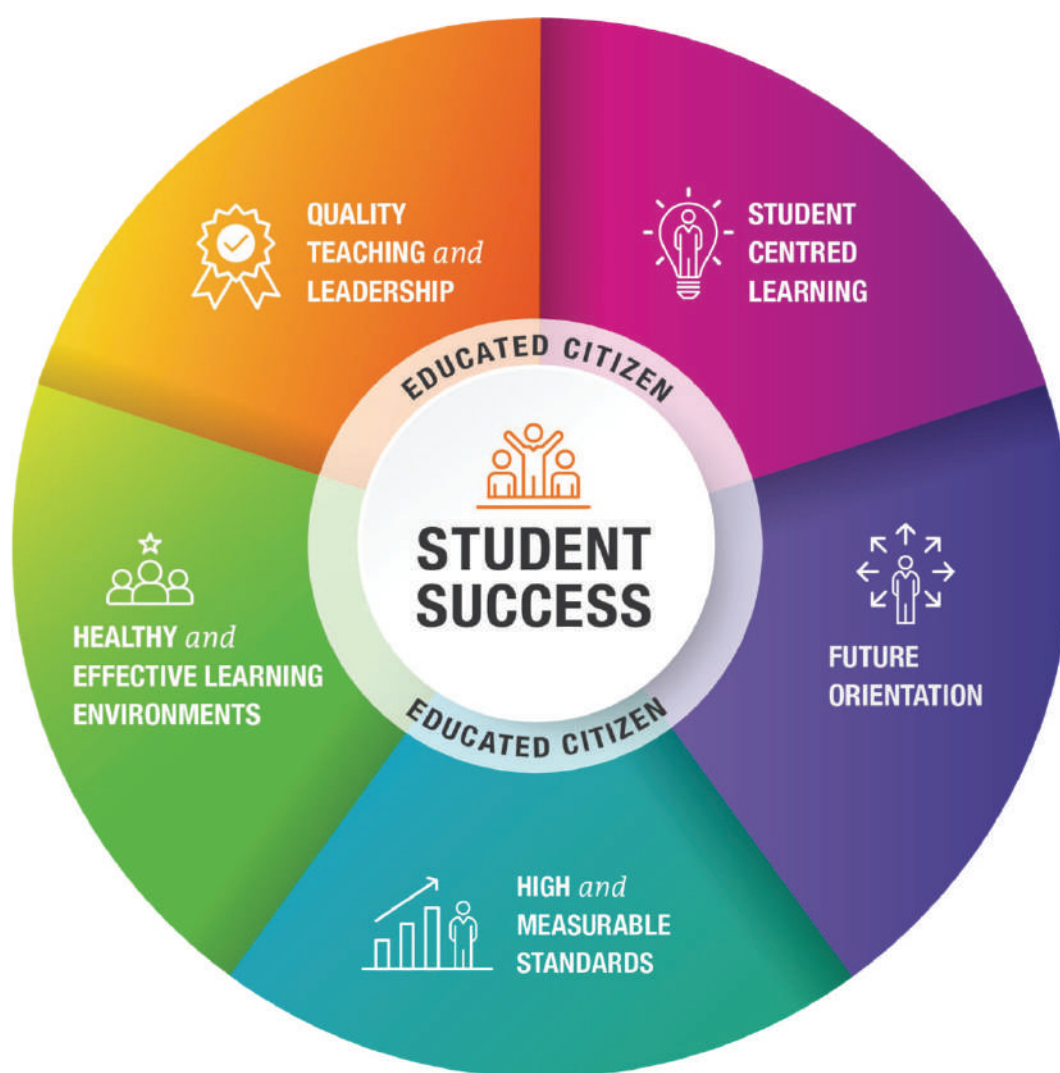 QUALITY
TEACHING and
LEADERSHIP
STUDENT
CENTRED
LEARNING
EDUCATED CITIZEN
STUDENT
SUCCESS
EDUCATED CITIZEN
HEALTHY and
EFFECTIVE LEARNING
ENVIRONMENTS
FUTURE
ORIENTATION
HIGH and
MEASURABLE
STANDARDS